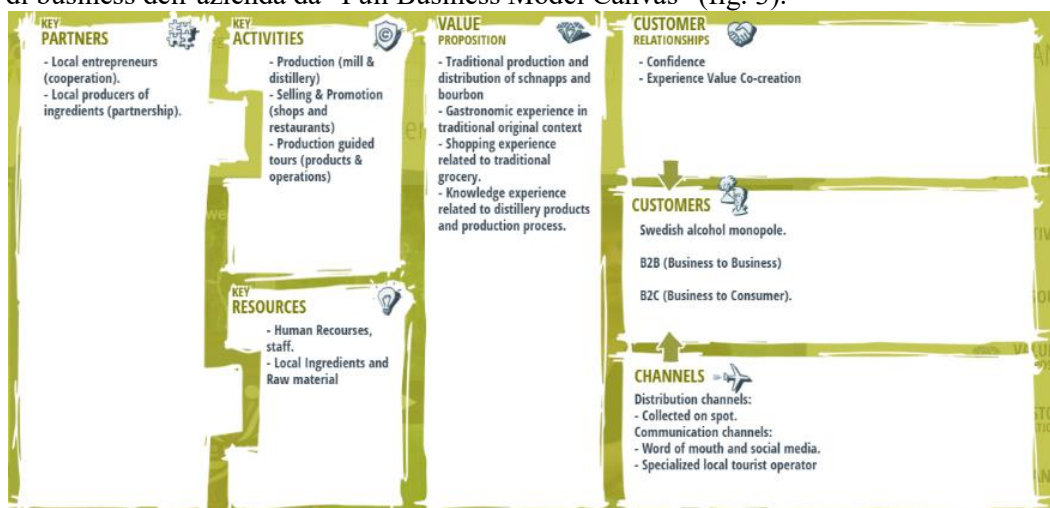 di business dell'azienda da "Full Business Model Canvas" (fig. 3).
KEY
PARTNERS
- Local entrepreneurs
(cooperation).
- Local producers of
ingredients (partnership).
KEY
ACTIVITIES
- Production (mill &
distillery)
- Selling & Promotion
(shops and
restaurants)
- Production guided
tours (products &
operations)
KEY
RESOURCES
- Human Recourses,
staff.
- Local Ingredients and
Raw material
VALUE
PROPOSITION
- Traditional production and
distribution of schnapps and
bourbon
- Gastronomic experience in
traditional original context
- Shopping experience
related to traditional
grocery.
- Knowledge experience
related to distillery products
and production process.
CUSTOMER
RELATIONSHIPS
- Confidence
- Experience Value Co-creation
CUSTOMERS
Swedish alcohol monopole.
B2B (Business to Business)
B2C (Business to Consumer).
CHANNELS
Distribution channels:
- Collected on spot.
Communication channels:
- Word of mouth and social media.
- Specialized local tourist operator